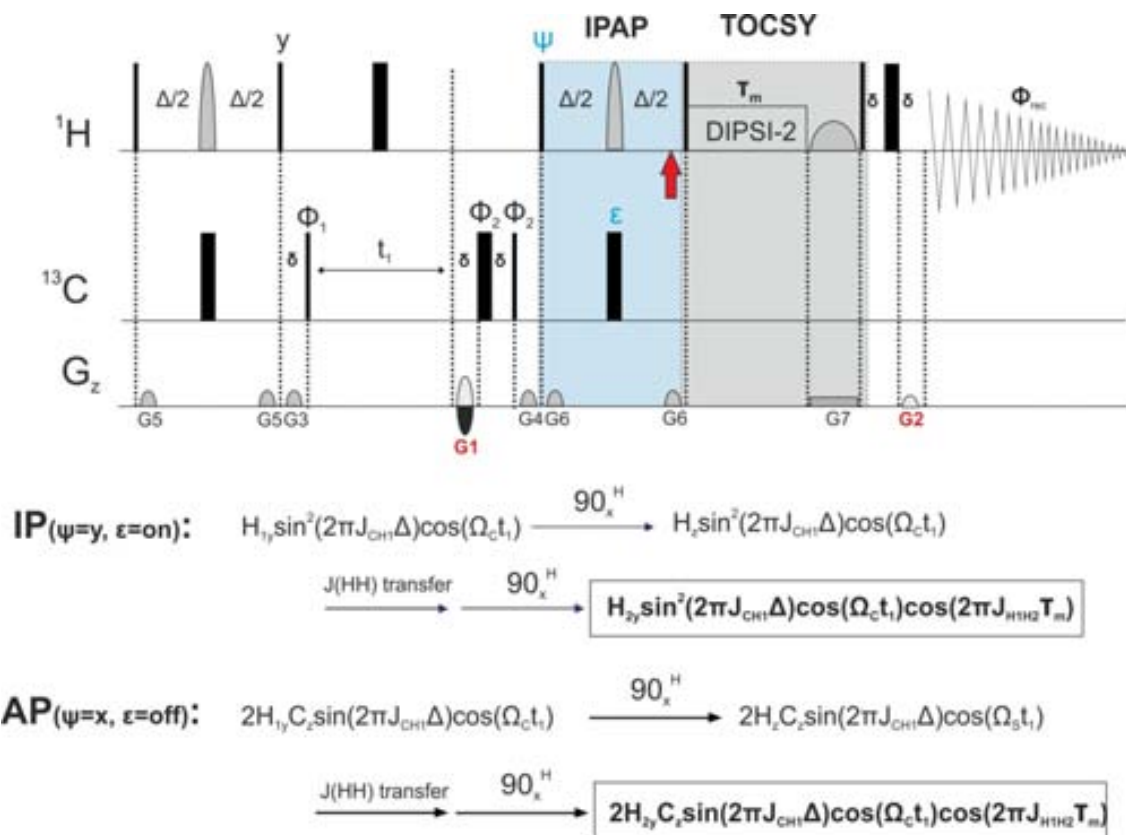 IPAP TOCSY
y ψ
Δ/2 Δ/2 Δ/2 Δ/2 Tm δ δ Φrec
¹H DIPSI-2
Φ₁ Φ₂ Φ₂ ε
δ t₁ δ δ
¹³C
Gz
G5 G5 G3 G1 G4 G6 G6 G7 G2
90ₓᴴ
IP(ψ=y, ε=on): H₁ysin²(2πJCH1Δ)cos(ΩCt₁) Hzsin²(2πJCH1Δ)cos(ΩCt₁)
J(HH) transfer 90ₓᴴ H₂ysin²(2πJCH1Δ)cos(ΩCt₁)cos(2πJH1H2Tm)
90ₓᴴ
AP(ψ=x, ε=off): 2H₁yCzsin(2πJCH1Δ)cos(ΩCt₁) 2HzCzsin(2πJCH1Δ)cos(ΩSt₁)
J(HH) transfer 90ₓᴴ 2H₂yCzsin(2πJCH1Δ)cos(ΩCt₁)cos(2πJH1H2Tm)